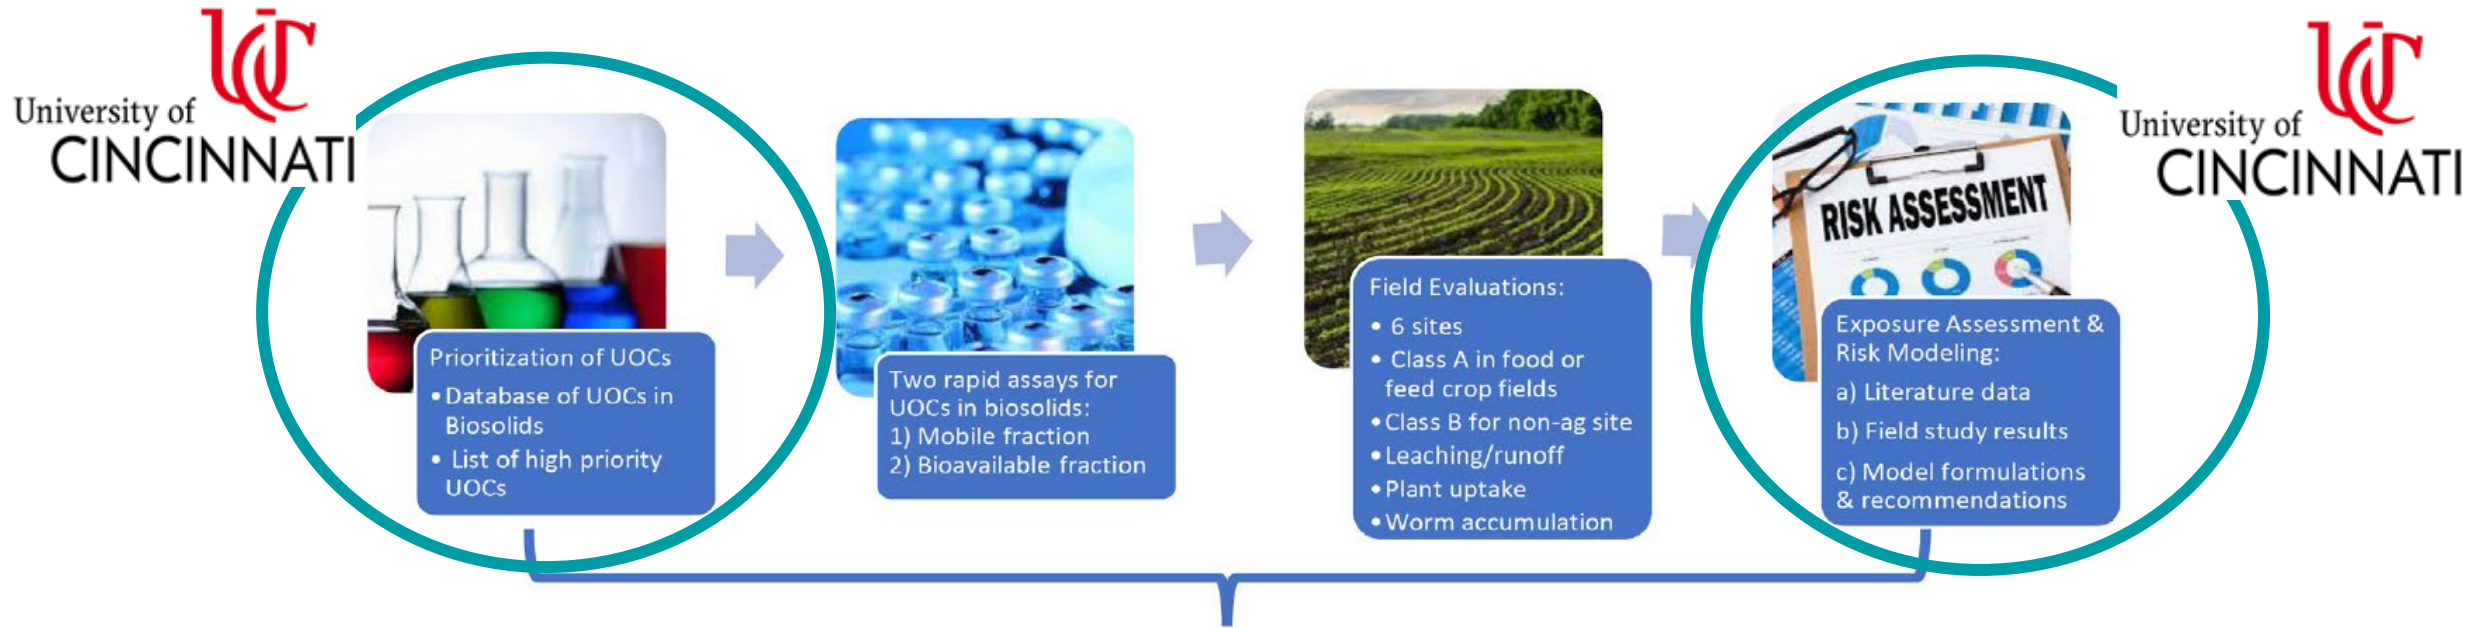 University of
CINCINNATI
Prioritization of UOCs
• Database of UOCs in
Biosolids
• List of high priority
UOCs
Two rapid assays for
UOCs in biosolids:
1) Mobile fraction
2) Bioavailable fraction
Field Evaluations:
• 6 sites
• Class A in food or
feed crop fields
• Class B for non-ag site
• Leaching/runoff
• Plant uptake
• Worm accumulation
RISK ASSESSMENT
Exposure Assessment &
Risk Modeling:
a) Literature data
b) Field study results
c) Model formulations
& recommendations
University of
CINCINNATI